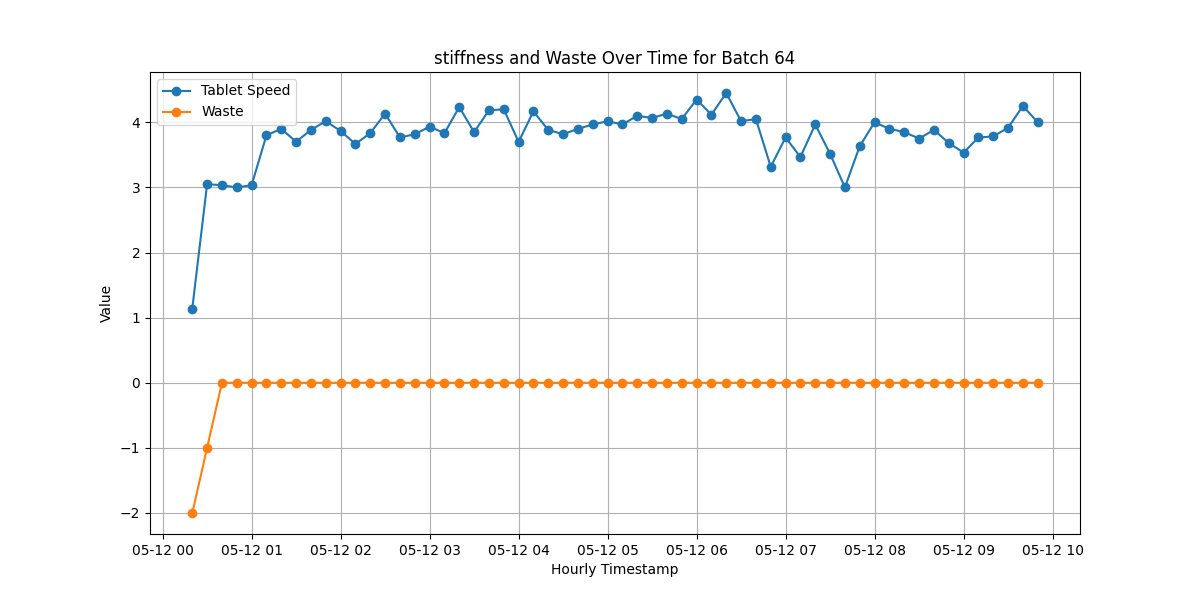 stiffness and Waste Over Time for Batch 64
Tablet Speed
Waste
Value
4
3
2
1
0
−1
−2
05-12 00 05-12 01 05-12 02 05-12 03 05-12 04 05-12 05 05-12 06 05-12 07 05-12 08 05-12 09 05-12 10
Hourly Timestamp